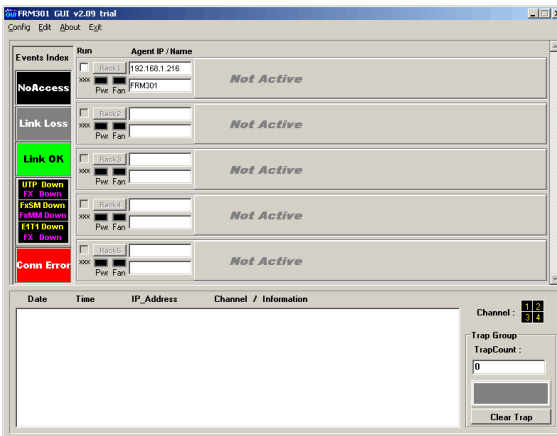 FRM301 GUI v2.09 trial
Config Edit About Exit
Events Index
Run Agent IP / Name
NoAccess
Rack1 192.168.1.216
xxx FRM301
Pwr Fan
Not Active
Link Loss
Rack2
xxx
Pwr Fan
Not Active
Link OK
Rack3
xxx
Pwr Fan
Not Active
UTP Down
FX Down
FxSM Down
FxMM Down
E1T1 Down
FX Down
Rack4
xxx
Pwr Fan
Not Active
Conn Error
Rack5
xxx
Pwr Fan
Not Active
Date Time IP_Address Channel / Information
Channel : 1 2
3 4
Trap Group
TrapCount :
0
Clear Trap